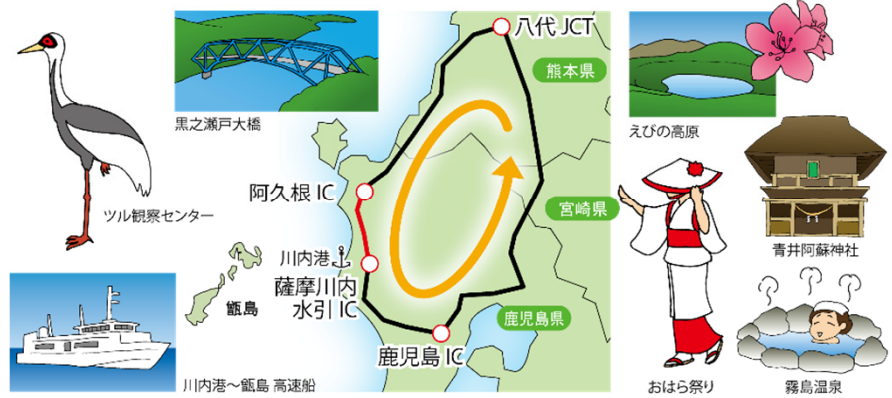 八代 JCT
熊本県
黒之瀬戸大橋
えびの高原
阿久根 IC
ツル観察センター
宮崎県
青井阿蘇神社
川内港
薩摩川内
水引 IC
甑島
鹿児島県
鹿児島 IC
川内港～甑島 高速船
おはら祭り
霧島温泉